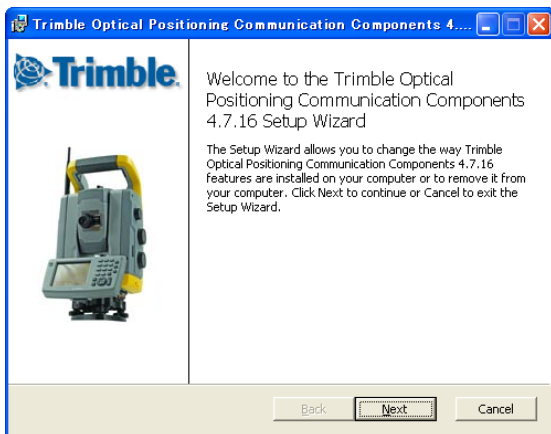 Trimble Optical Positioning Communication Components 4....
Trimble.
Welcome to the Trimble Optical
Positioning Communication Components
4.7.16 Setup Wizard
The Setup Wizard allows you to change the way Trimble
Optical Positioning Communication Components 4.7.16
features are installed on your computer or to remove it from
your computer. Click Next to continue or Cancel to exit the
Setup Wizard.
Back Next Cancel